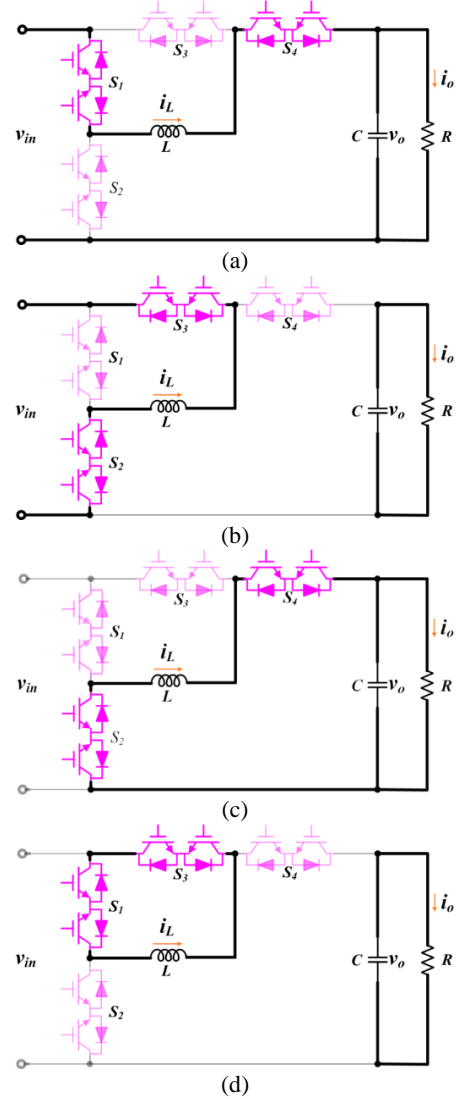 S3 S4
S1
iL io
vin L C vo R
S2
(a)
S3 S4
S1
iL io
vin L C vo R
S2
(b)
S3 S4
S1
iL io
vin L C vo R
S2
(c)
S3 S4
S1
iL io
vin L C vo R
S2
(d)